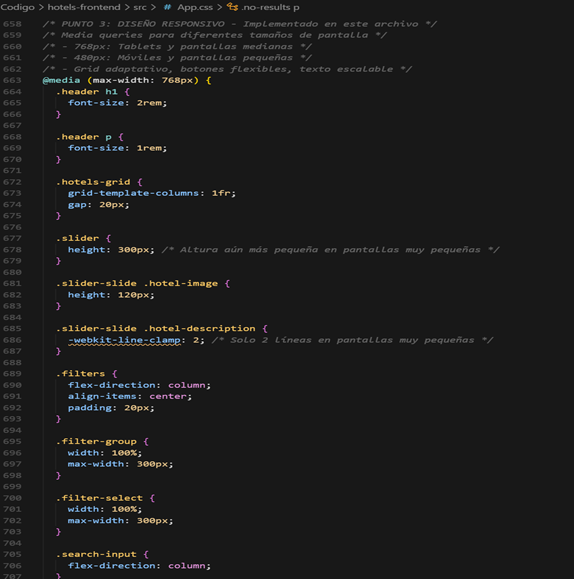 Codigo > hotels-frontend > src > # App.css > .no-results p
658 /* PUNTO 3: DISEÑO RESPONSIVO - Implementado en este archivo */
659 /* Media queries para diferentes tamaños de pantalla */
660 /* - 768px: Tablets y pantallas medianas */
661 /* - 480px: Móviles y pantallas pequeñas */
662 /* - Grid adaptativo, botones flexibles, texto escalable */
663 @media (max-width: 768px) {
664 .header h1 {
665 font-size: 2rem;
666 }
667
668 .header p {
669 font-size: 1rem;
670 }
671
672 .hotels-grid {
673 grid-template-columns: 1fr;
674 gap: 20px;
675 }
676
677 .slider {
678 height: 300px; /* Altura aún más pequeña en pantallas muy pequeñas */
679 }
680
681 .slider-slide .hotel-image {
682 height: 120px;
683 }
684
685 .slider-slide .hotel-description {
686 -webkit-line-clamp: 2; /* Solo 2 líneas en pantallas muy pequeñas */
687 }
688
689 .filters {
690 flex-direction: column;
691 align-items: center;
692 padding: 20px;
693 }
694
695 .filter-group {
696 width: 100%;
697 max-width: 300px;
698 }
699
700 .filter-select {
701 width: 100%;
702 max-width: 300px;
703 }
704
705 .search-input {
706 flex-direction: column;
707 }